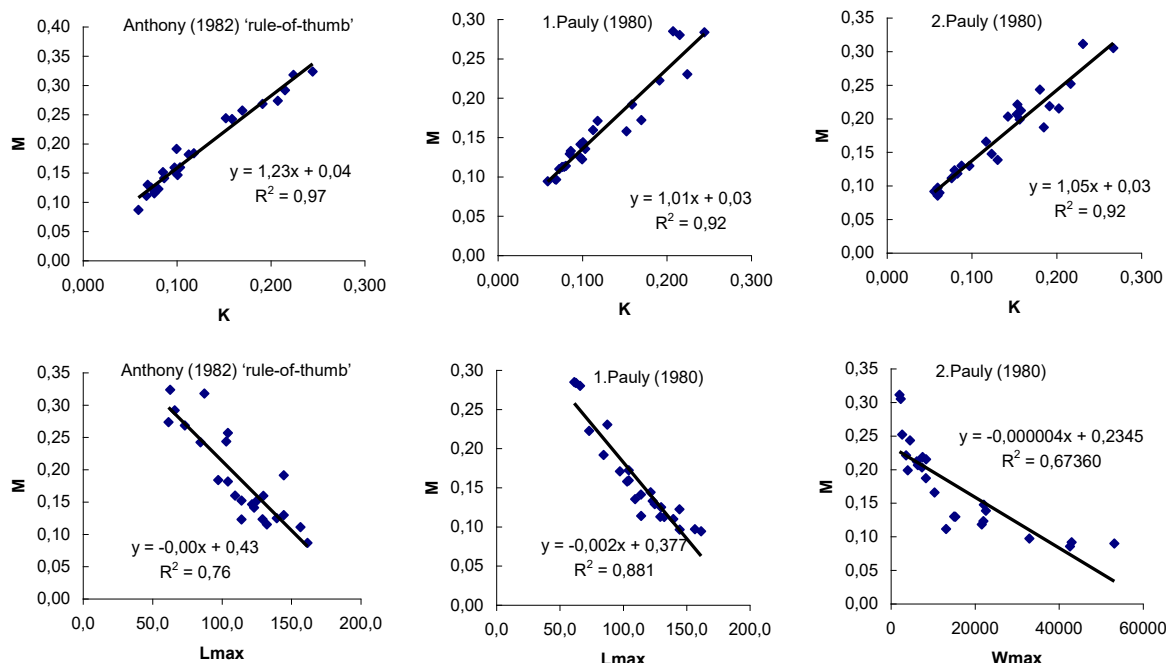 Anthony (1982) ‘rule-of-thumb’
0,40
0,35
0,30
0,25
0,20
0,15
0,10
0,05
0,00
M
y = 1,23x + 0,04
R² = 0,97
0,000 0,100 0,200 0,300
K
1.Pauly (1980)
0,30
0,25
0,20
0,15
0,10
0,05
0,00
M
y = 1,01x + 0,03
R² = 0,92
0,000 0,100 0,200 0,300
K
2.Pauly (1980)
0,35
0,30
0,25
0,20
0,15
0,10
0,05
0,00
M
y = 1,05x + 0,03
R² = 0,92
0,000 0,100 0,200 0,300
K
Anthony (1982) ‘rule-of-thumb’
0,35
0,30
0,25
0,20
0,15
0,10
0,05
0,00
M
y = -0,00x + 0,43
R² = 0,76
0,0 50,0 100,0 150,0 200,0
Lmax
1.Pauly (1980)
0,30
0,25
0,20
0,15
0,10
0,05
0,00
M
y = -0,002x + 0,377
R² = 0,881
0,0 50,0 100,0 150,0 200,0
Lmax
2.Pauly (1980)
0,35
0,30
0,25
0,20
0,15
0,10
0,05
0,00
M
y = -0,000004x + 0,2345
R² = 0,67360
0 20000 40000 60000
Wmax